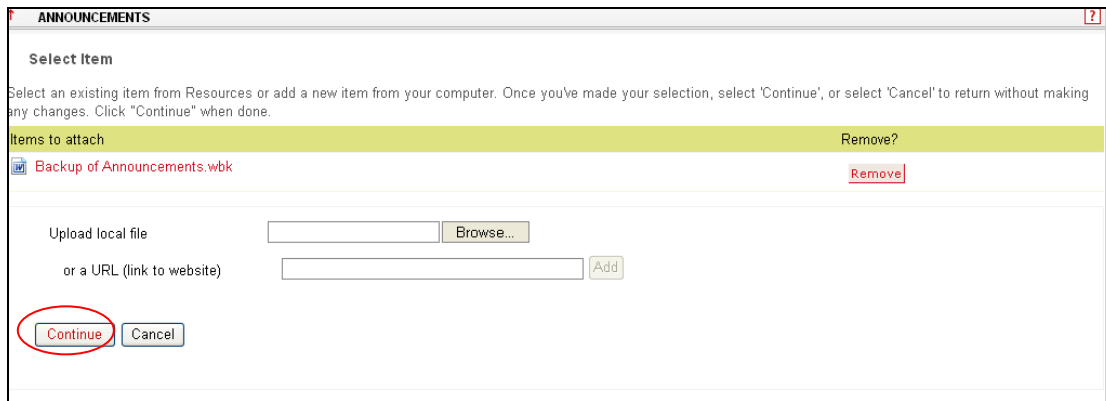 ANNOUNCEMENTS ?
Select Item
Select an existing item from Resources or add a new item from your computer. Once you've made your selection, select 'Continue', or select 'Cancel' to return without making
any changes. Click "Continue" when done.
Items to attach Remove?
Backup of Announcements.wbk Remove
Upload local file Browse...
or a URL (link to website) Add
Continue Cancel